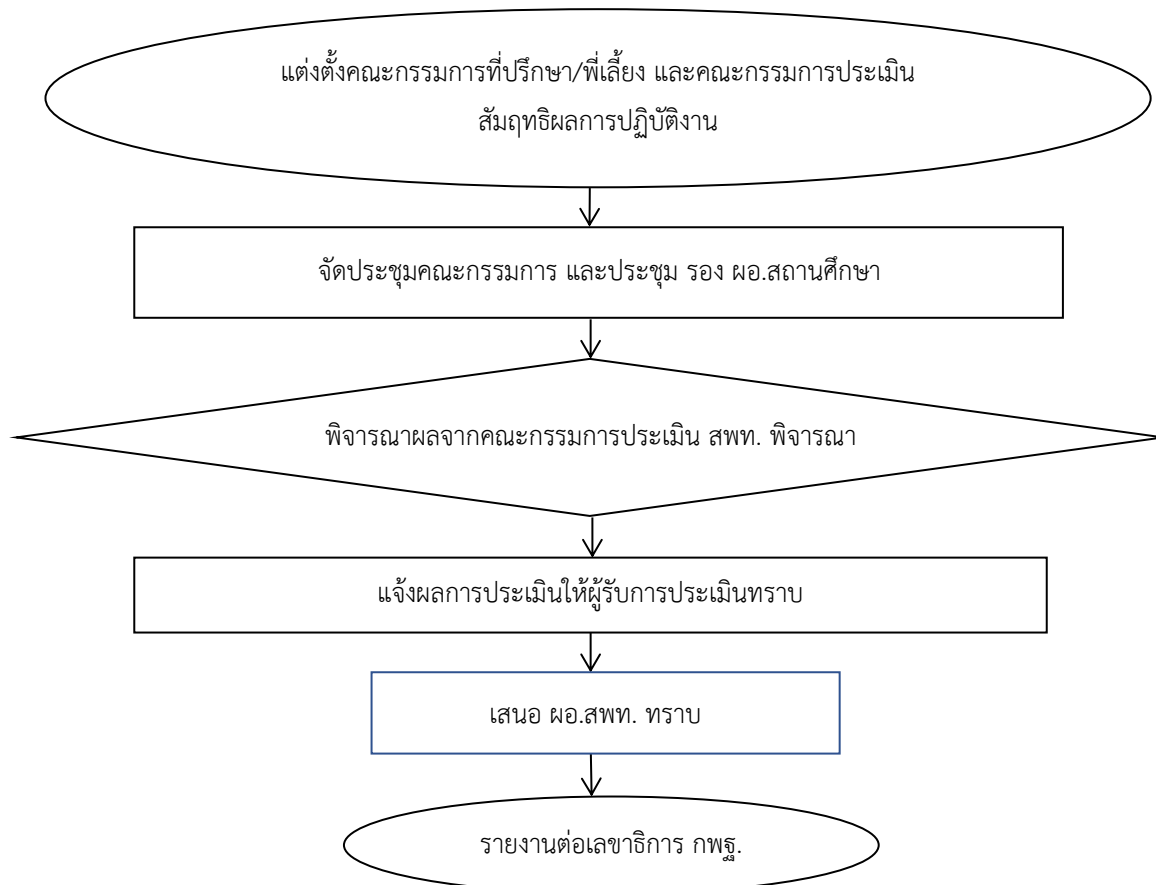 แต่งตั้งคณะกรรมการที่ปรึกษา/พี่เลี้ยง และคณะกรรมการประเมิน
สัมฤทธิผลการปฏิบัติงาน
จัดประชุมคณะกรรมการ และประชุม รอง ผอ.สถานศึกษา
พิจารณาผลจากคณะกรรมการประเมิน สพท. พิจารณา
แจ้งผลการประเมินให้ผู้รับการประเมินทราบ
เสนอ ผอ.สพท. ทราบ
รายงานต่อเลขาธิการ กพฐ.